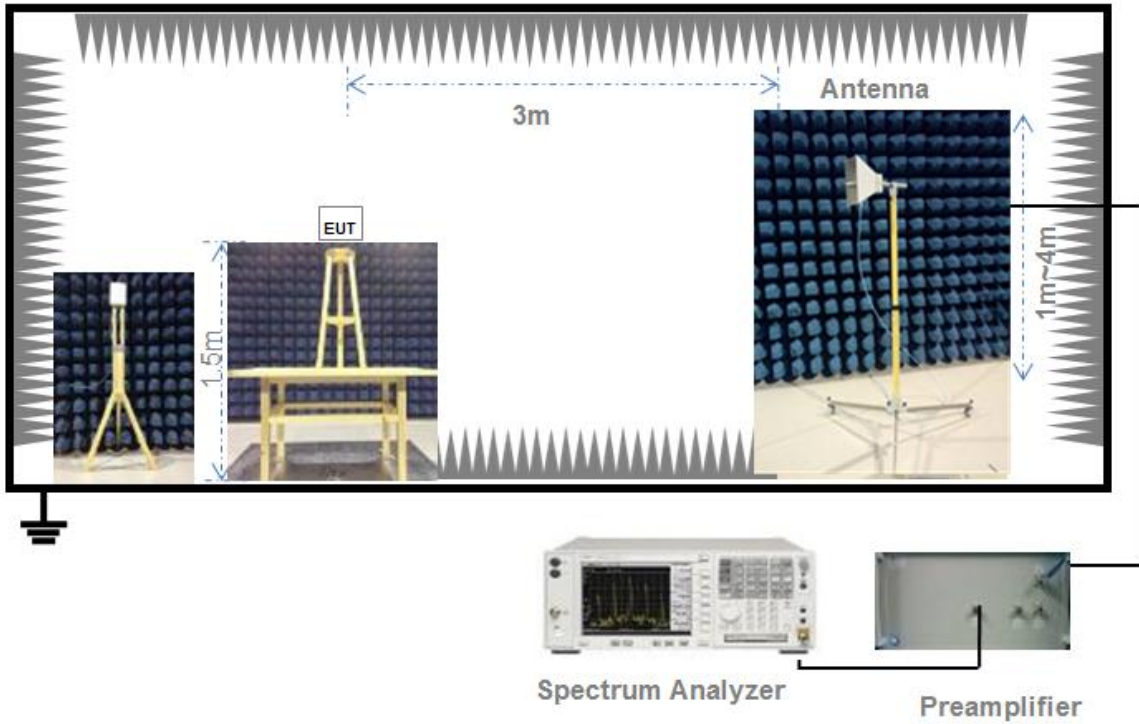 Antenna
3m
EUT
1.5m
1m~4m
Spectrum Analyzer
Preamplifier